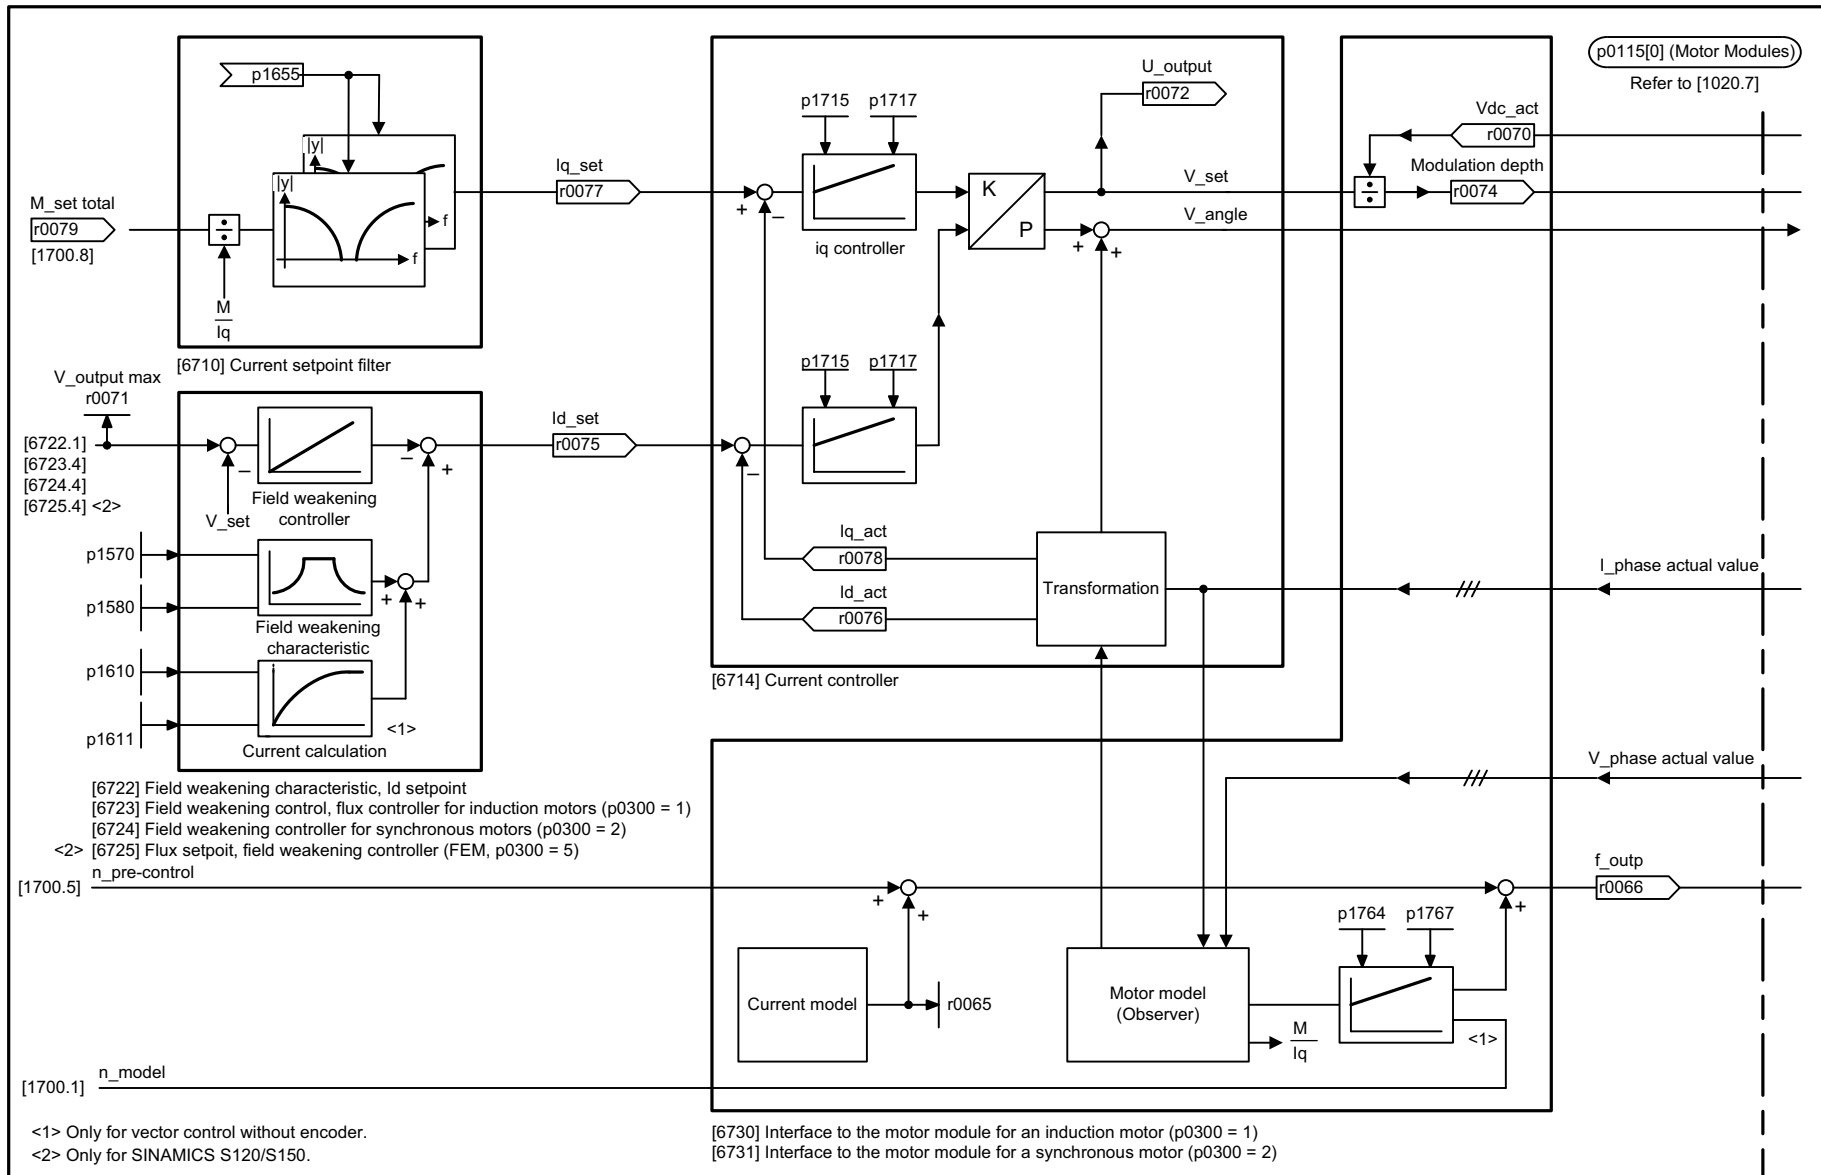 p0115[0] (Motor Modules)
Refer to [1020.7]
p1655
|y|
f
|y|
f
M_set total
r0079
[1700.8]
÷
M
Iq
[6710] Current setpoint filter
Iq_set
r0077
+
–
p1715
p1717
iq controller
K
P
U_output
r0072
V_set
V_angle
+
+
÷
Vdc_act
r0070
Modulation depth
r0074
V_output max
r0071
[6722.1]
[6723.4]
[6724.4]
[6725.4] <2>
–
V_set
Field weakening
controller
–
+
Id_set
r0075
–
p1715
p1717
p1570
p1580
Field weakening
characteristic
+
+
p1610
p1611
<1>
Current calculation
Iq_act
r0078
Id_act
r0076
Transformation
I_phase actual value
[6714] Current controller
V_phase actual value
[6722] Field weakening characteristic, Id setpoint
[6723] Field weakening control, flux controller for induction motors (p0300 = 1)
[6724] Field weakening controller for synchronous motors (p0300 = 2)
<2> [6725] Flux setpoit, field weakening controller (FEM, p0300 = 5)
[1700.5]
n_pre-control
+
+
+
f_outp
r0066
Current model
r0065
Motor model
(Observer)
M
Iq
p1764
p1767
<1>
[1700.1]
n_model
<1> Only for vector control without encoder.
<2> Only for SINAMICS S120/S150.
[6730] Interface to the motor module for an induction motor (p0300 = 1)
[6731] Interface to the motor module for a synchronous motor (p0300 = 2)